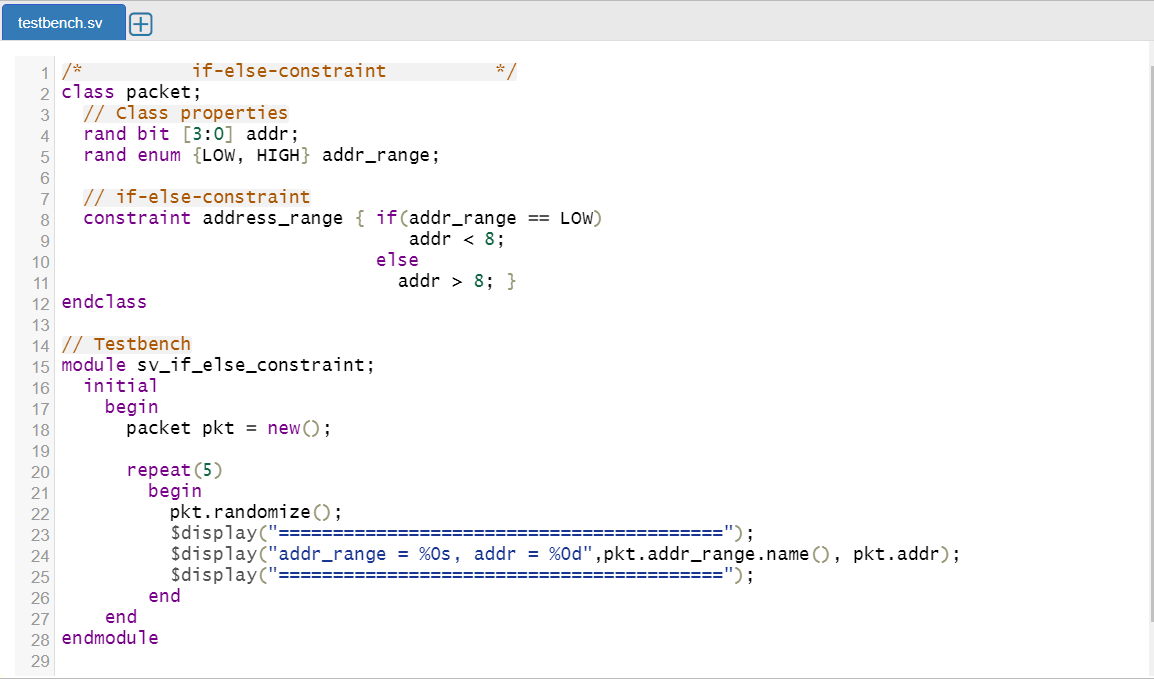 testbench.sv
1 /*          if-else-constraint          */
2 class packet;
3   // Class properties
4   rand bit [3:0] addr;
5   rand enum {LOW, HIGH} addr_range;
6
7   // if-else-constraint
8   constraint address_range { if(addr_range == LOW)
9                                 addr < 8;
10                             else
11                               addr > 8; }
12 endclass
13
14 // Testbench
15 module sv_if_else_constraint;
16   initial
17     begin
18       packet pkt = new();
19
20       repeat(5)
21         begin
22           pkt.randomize();
23           $display("=========================================");
24           $display("addr_range = %0s, addr = %0d",pkt.addr_range.name(), pkt.addr);
25           $display("=========================================");
26         end
27     end
28 endmodule
29